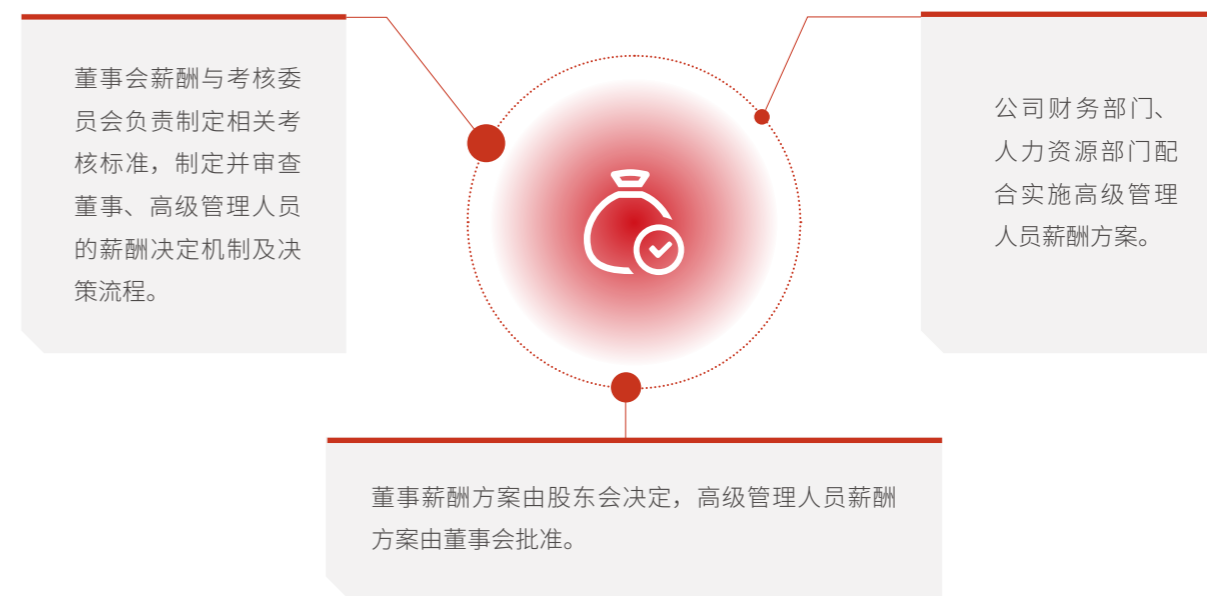 董事会薪酬与考核委
员会负责制定相关考
核标准，制定并审查
董事、高级管理人员
的薪酬决定机制及决
策流程。
公司财务部门、
人力资源部门配
合实施高级管理
人员薪酬方案。
董事薪酬方案由股东会决定，高级管理人员薪酬
方案由董事会批准。